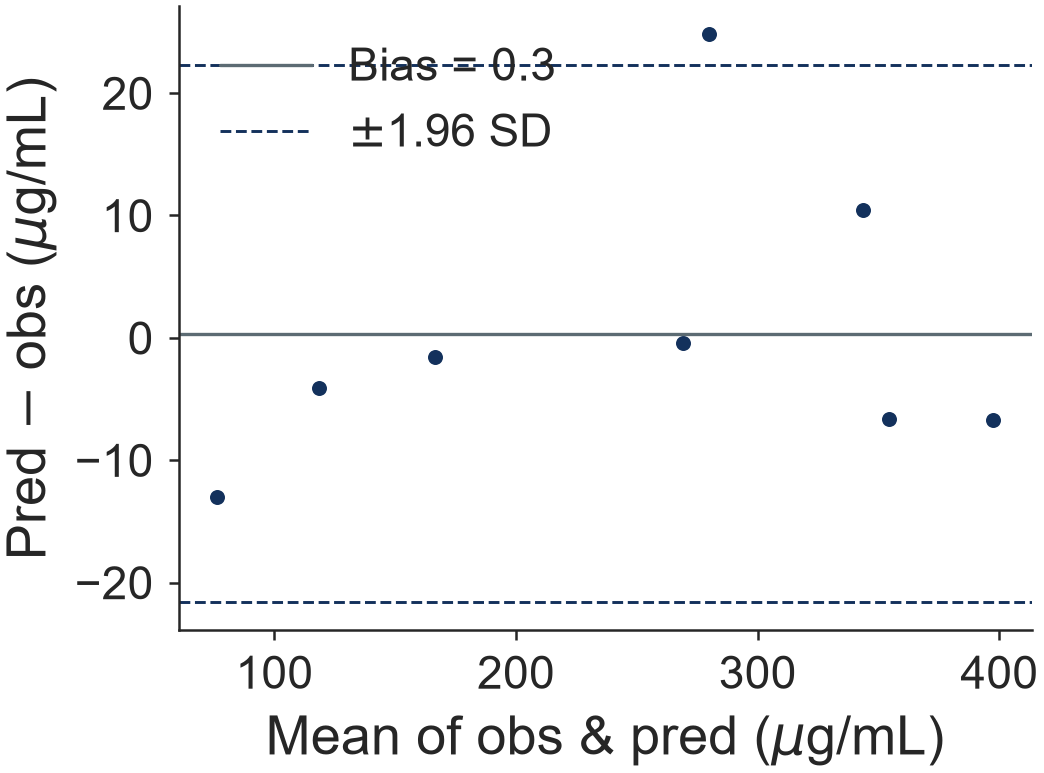 Bias = 0.3
±1.96 SD
20
10
0
−10
−20
Pred − obs (μg/mL)
100
200
300
400
Mean of obs & pred (μg/mL)